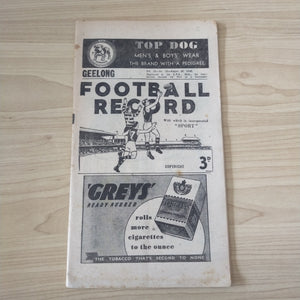 TOP DOG
MEN'S & BOYS' WEAR
THE BRAND WITH A PEDIGREE
GEELONG
FOOTBALL
RECORD
With which is incorporated
"SPORT"
COPYRIGHT
3D
"GREYS"
READY RUBBED
rolls
more
cigarettes
to the ounce
THE TOBACCO THAT'S SECOND TO NONE